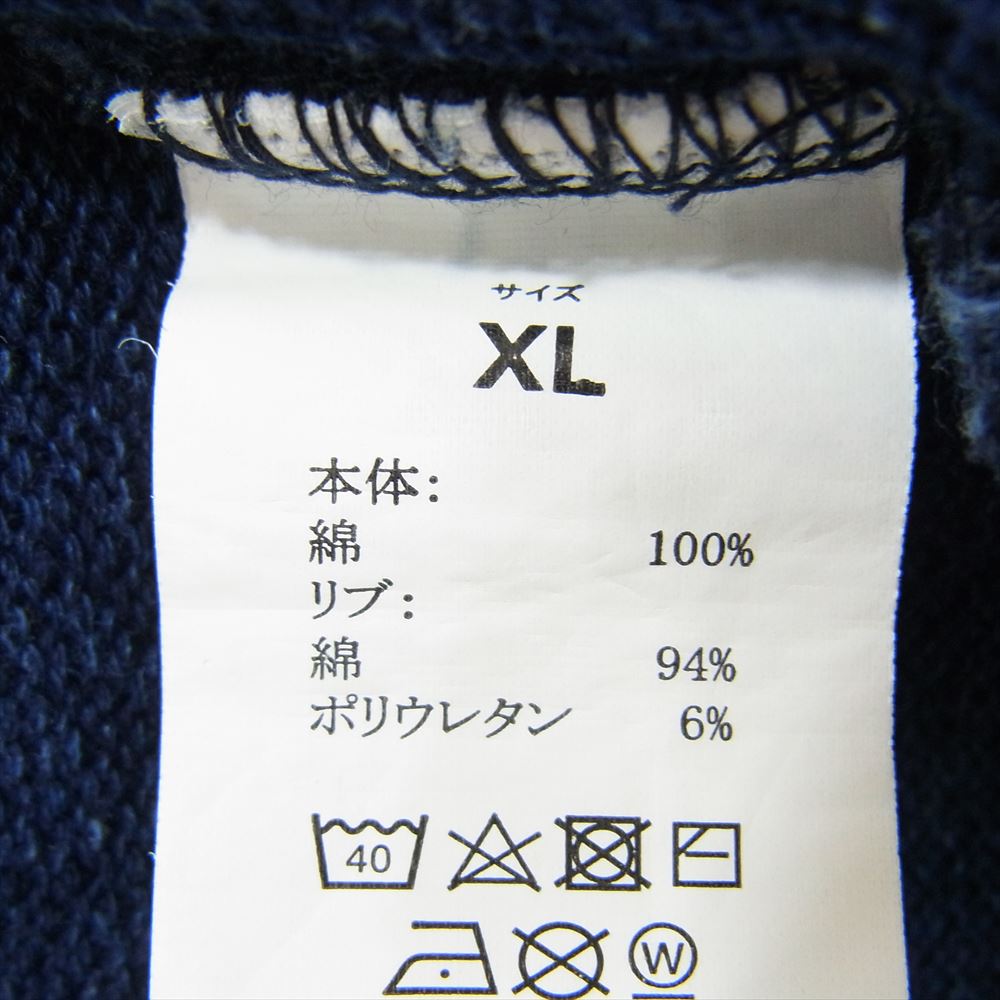 サイズ
XL
本体:
綿 100%
リブ:
綿 94%
ポリウレタン 6%
40
W